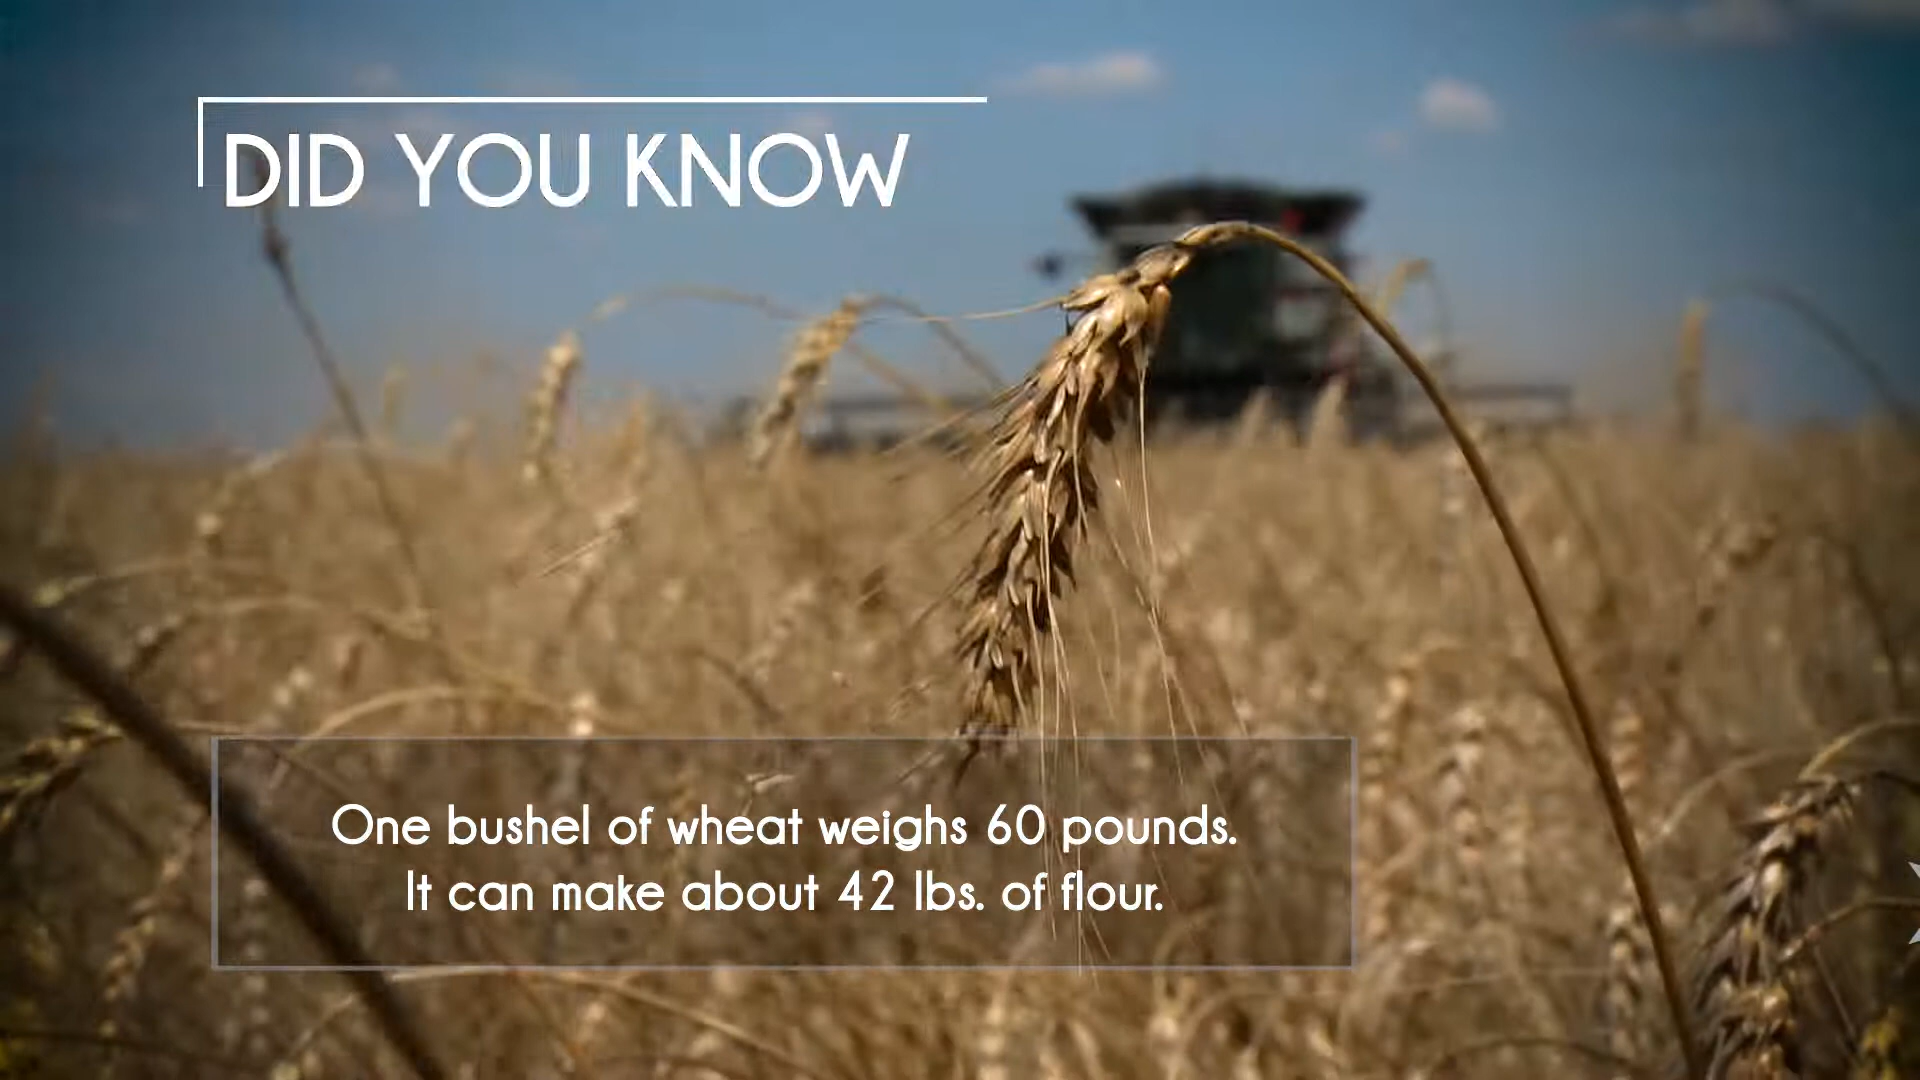 DID YOU KNOW
One bushel of wheat weighs 60 pounds.
It can make about 42 lbs. of flour.